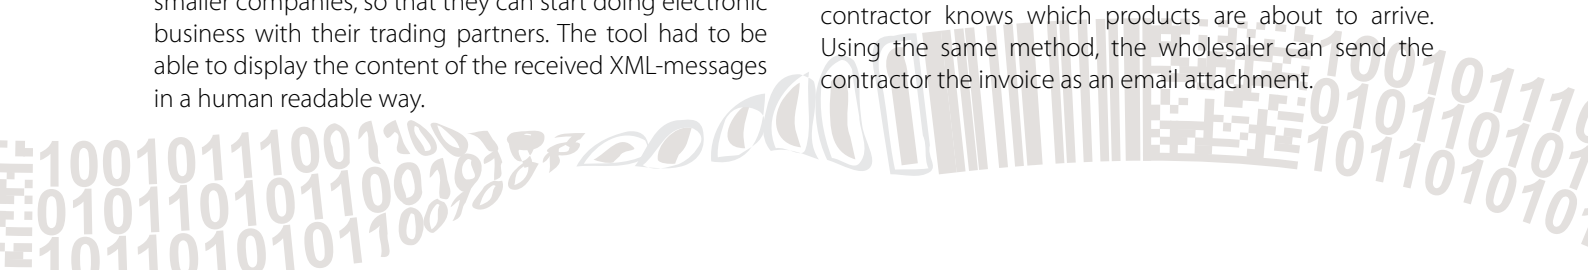 smaller companies, so that they can start doing electronic
business with their trading partners. The tool had to be
able to display the content of the received XML-messages
in a human readable way.
contractor knows which products are about to arrive.
Using the same method, the wholesaler can send the
contractor the invoice as an email attachment.